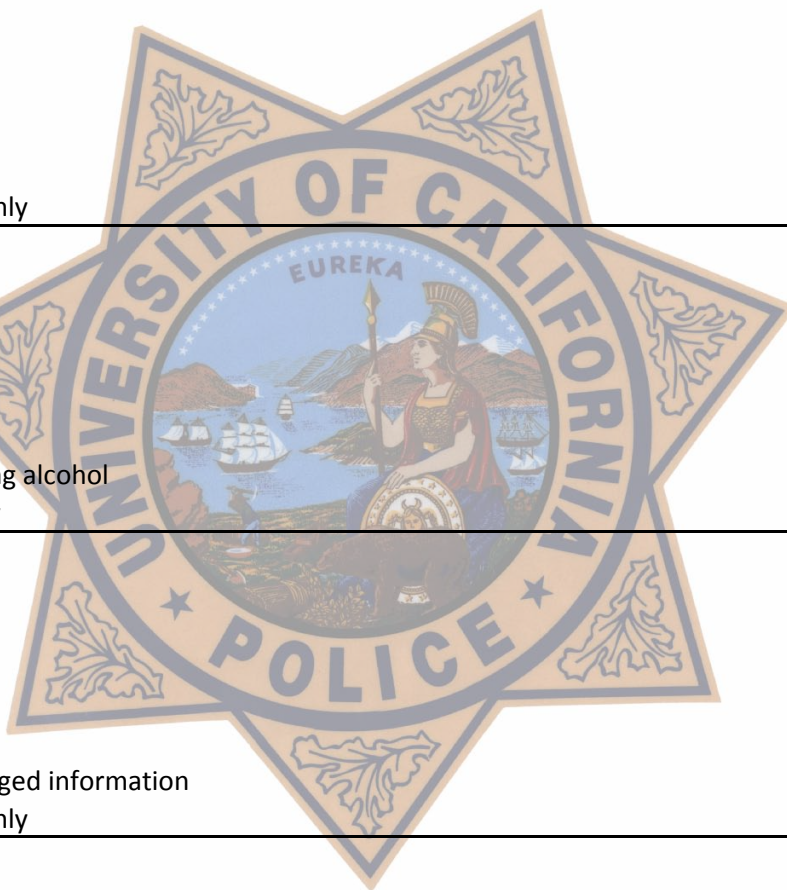 nly
UNIVERSITY OF CALIFORNIA
EUREKA
g alcohol
POLICE
ged information
nly